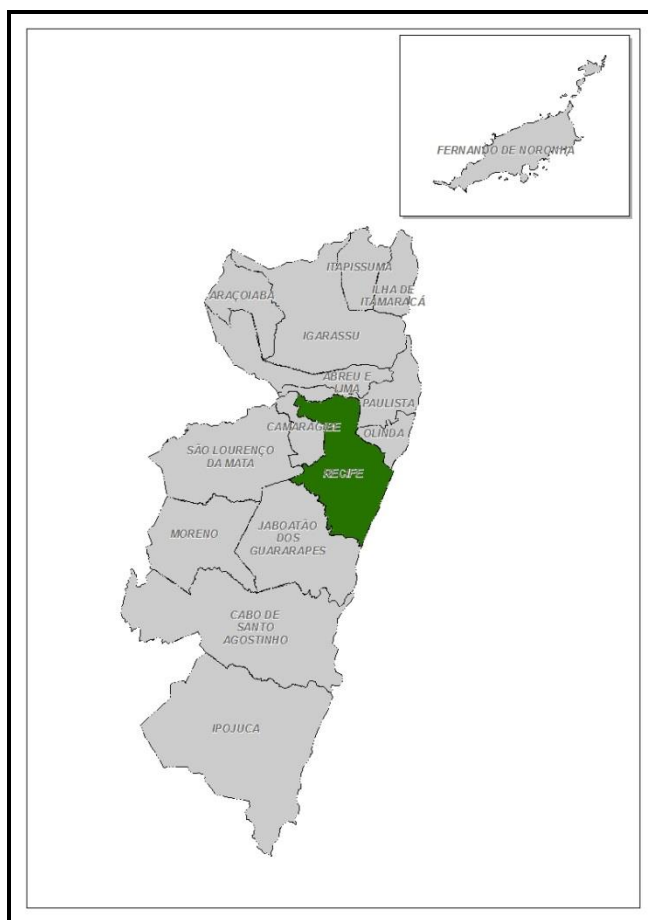 FERNANDO DE NORONHA
ITAPISSUMA
ARAÇOIABA
ILHA DE
ITAMARACÁ
IGARASSU
ABREU E
LIMA
PAULISTA
CAMARAGIBE
OLINDA
SÃO LOURENÇO
DA MATA
RECIFE
MORENO
JABOATÃO
DOS
GUARARAPES
CABO DE
SANTO
AGOSTINHO
IPOJUCA